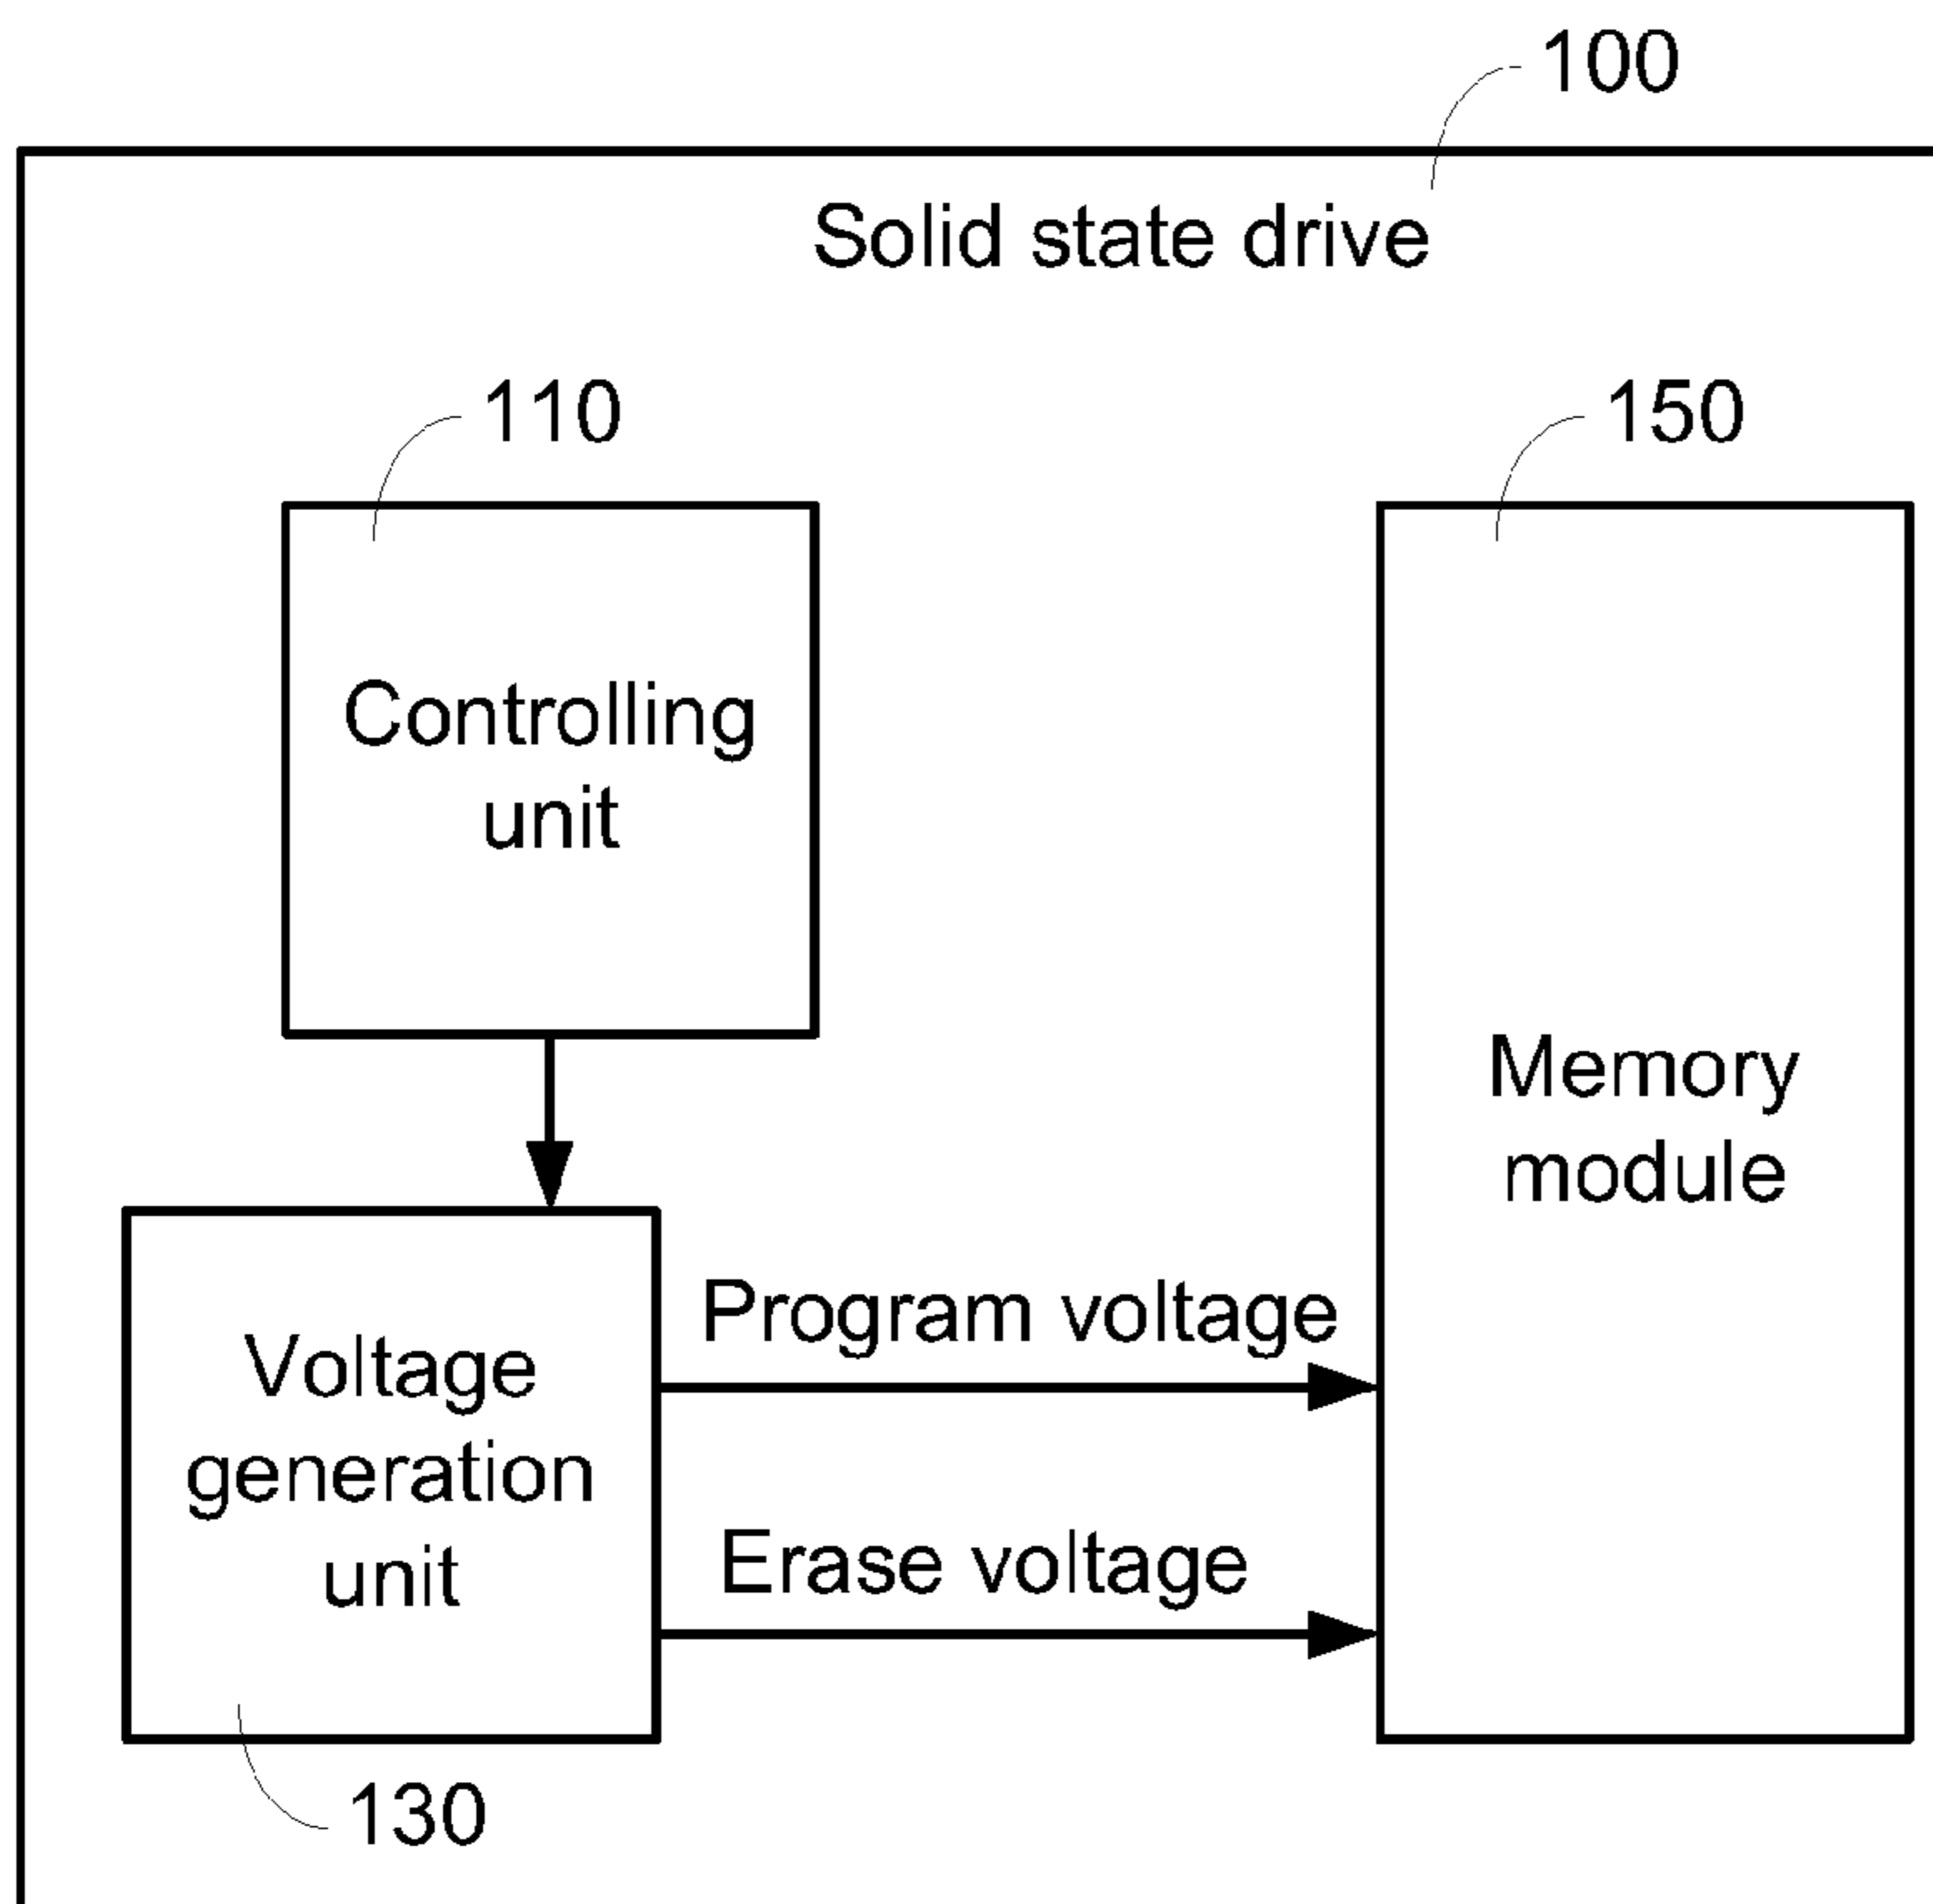 100
Solid state drive
110
150
Controlling
unit
Memory
module
Program voltage
Voltage
generation
unit
Erase voltage
130